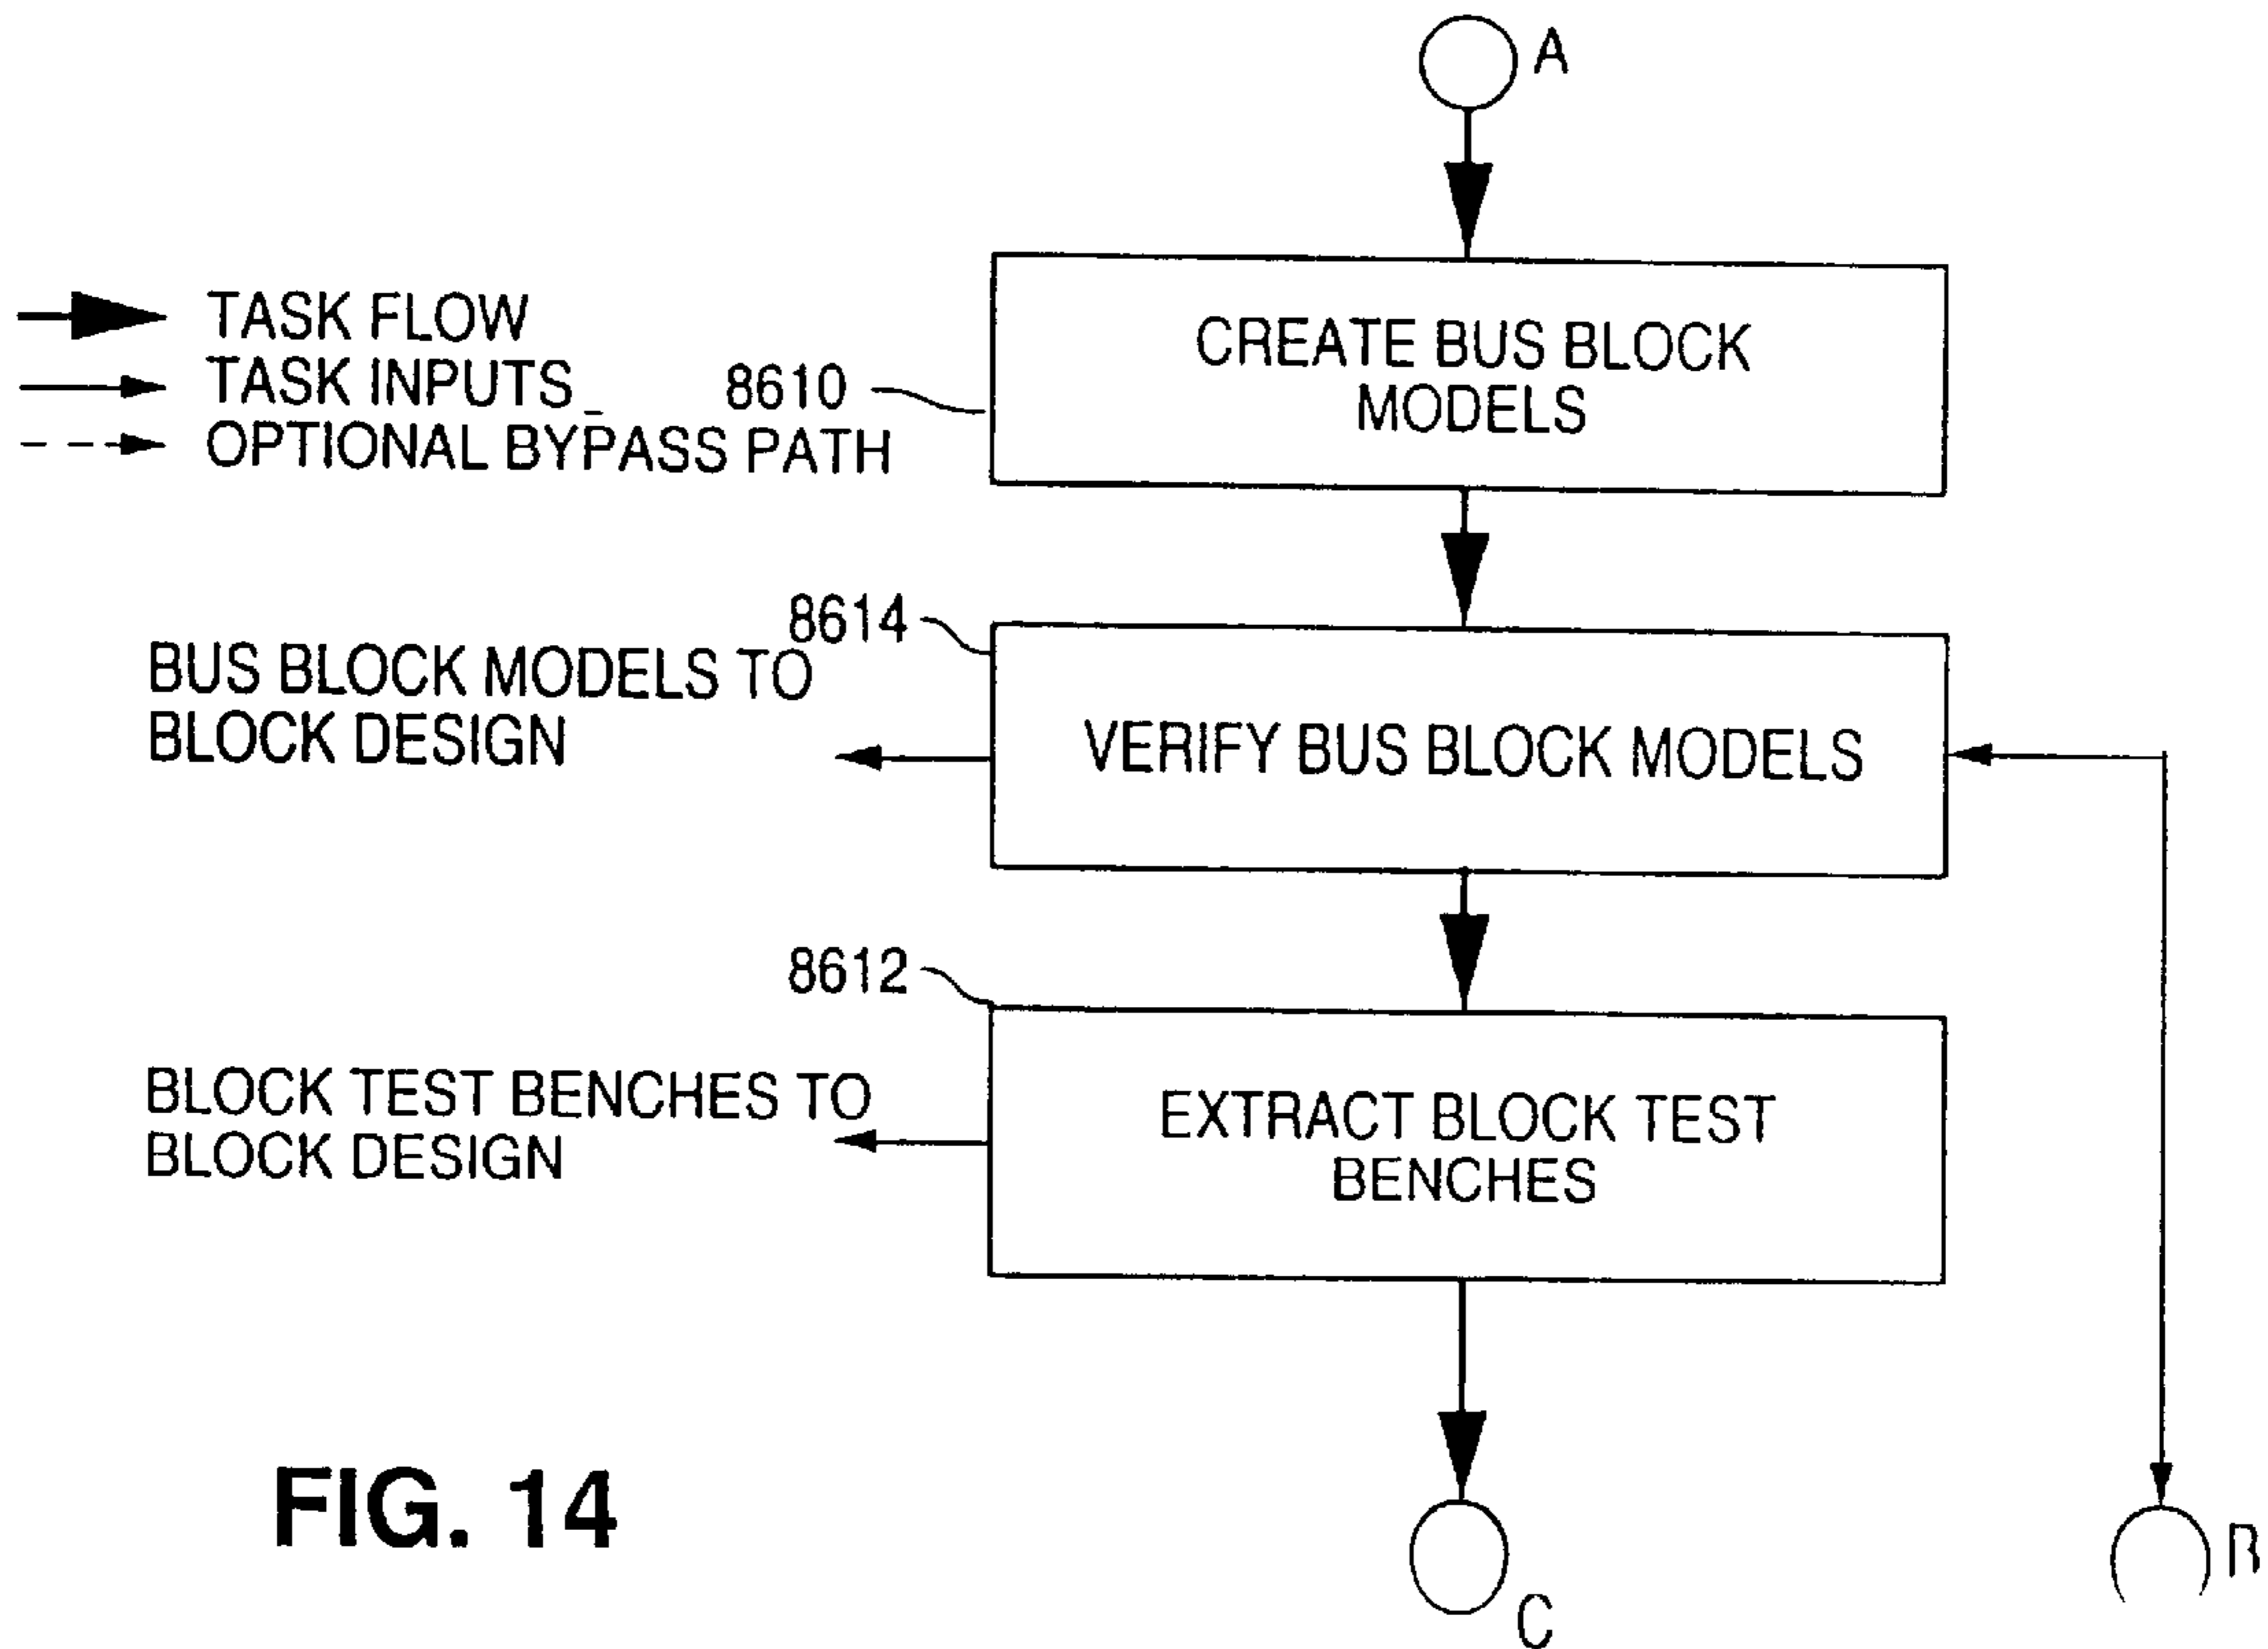 A
TASK FLOW
TASK INPUTS
OPTIONAL BYPASS PATH
8610
CREATE BUS BLOCK
MODELS
8614
BUS BLOCK MODELS TO
BLOCK DESIGN
VERIFY BUS BLOCK MODELS
8612
BLOCK TEST BENCHES TO
BLOCK DESIGN
EXTRACT BLOCK TEST
BENCHES
FIG. 14
C